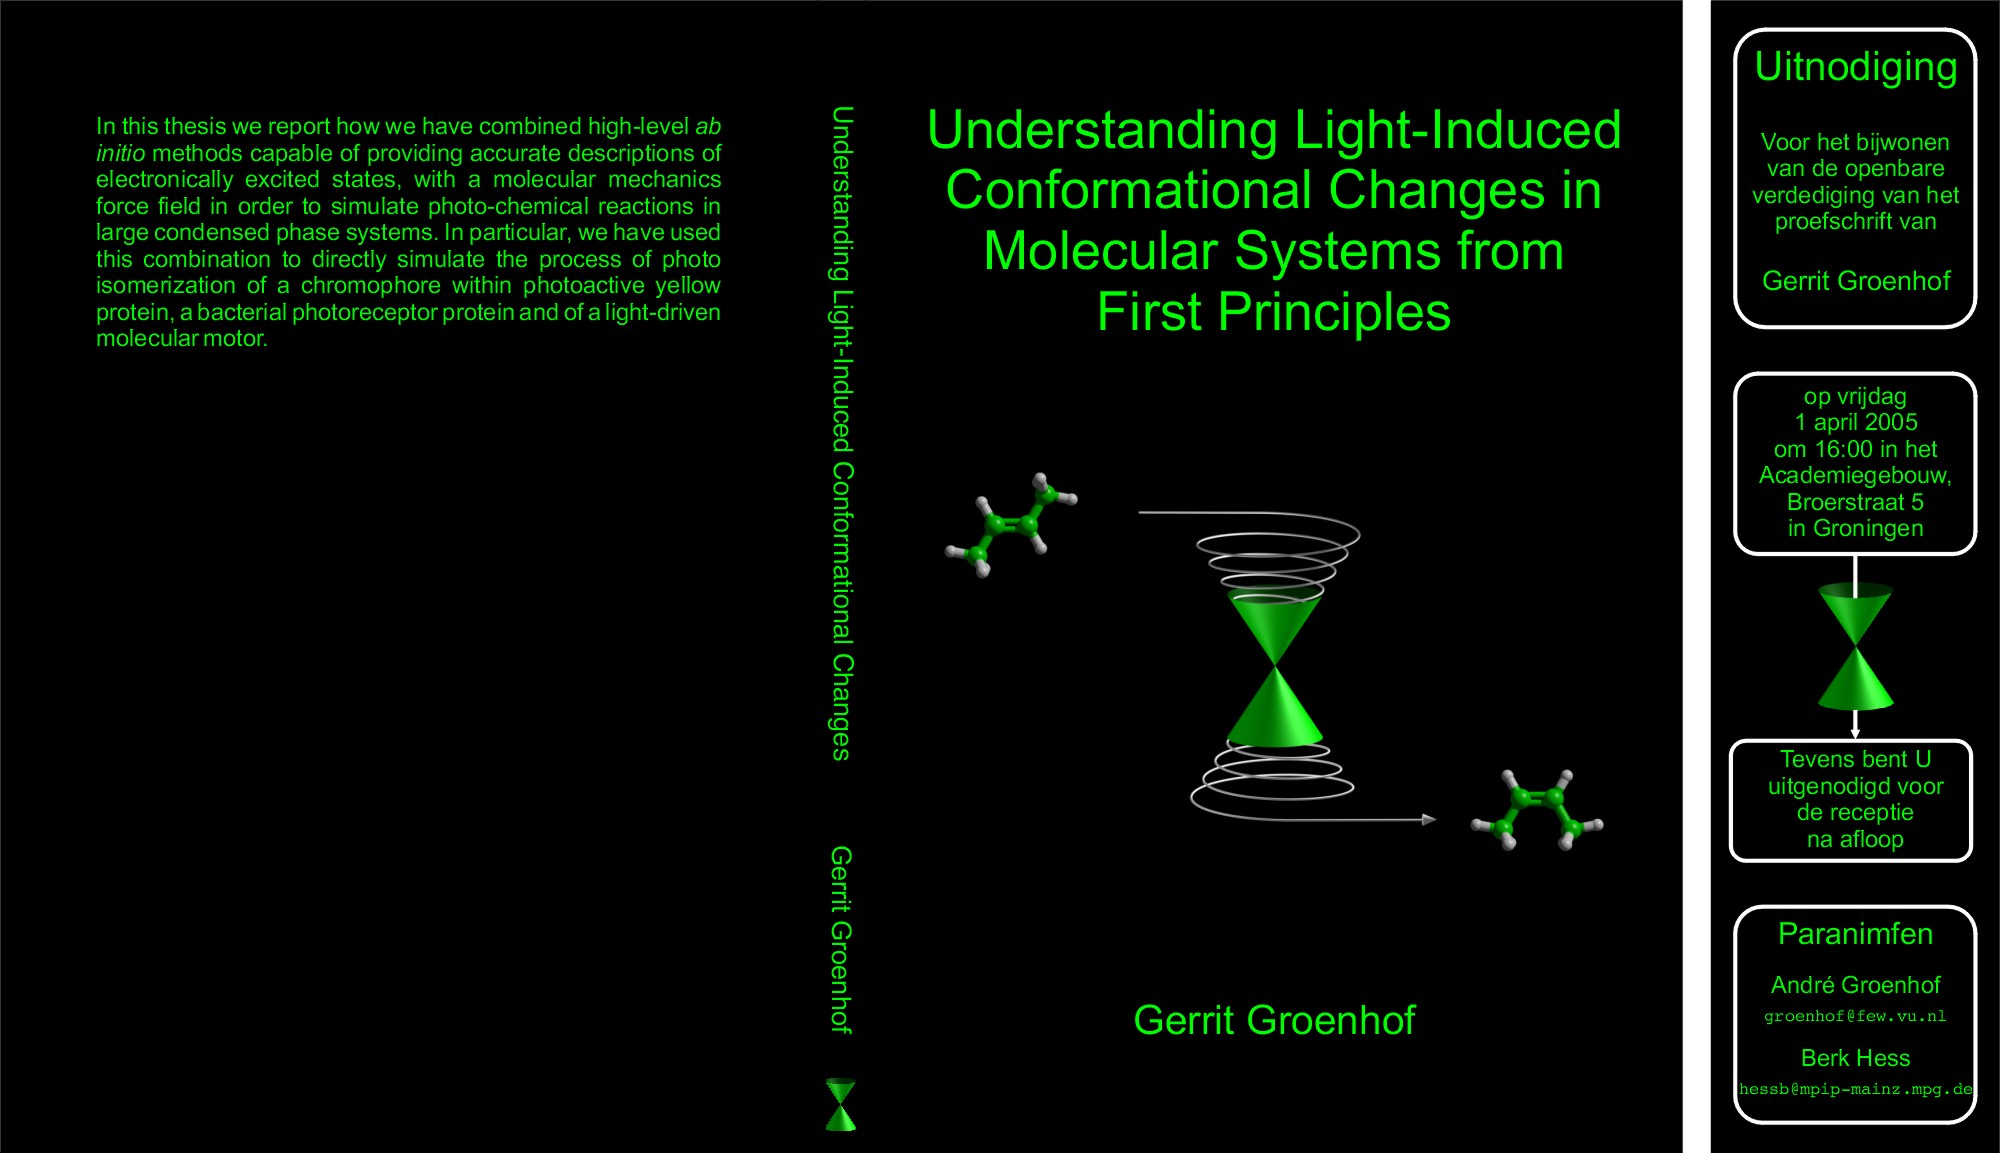 In this thesis we report how we have combined high-level ab
initio methods capable of providing accurate descriptions of
electronically excited states, with a molecular mechanics
force field in order to simulate photo-chemical reactions in
large condensed phase systems. In particular, we have used
this combination to directly simulate the process of photo
isomerization of a chromophore within photoactive yellow
protein, a bacterial photoreceptor protein and of a light-driven
molecular motor.
Understanding Light-Induced Conformational Changes
Gerrit Groenhof
Understanding Light-Induced
Conformational Changes in
Molecular Systems from
First Principles
Gerrit Groenhof
Uitnodiging
Voor het bijwonen
van de openbare
verdediging van het
proefschrift van
Gerrit Groenhof
op vrijdag
1 april 2005
om 16:00 in het
Academiegebouw,
Broerstraat 5
in Groningen
Tevens bent U
uitgenodigd voor
de receptie
na afloop
Paranimfen
André Groenhof
groenhof@few.vu.nl
Berk Hess
hessb@mpip-mainz.mpg.de